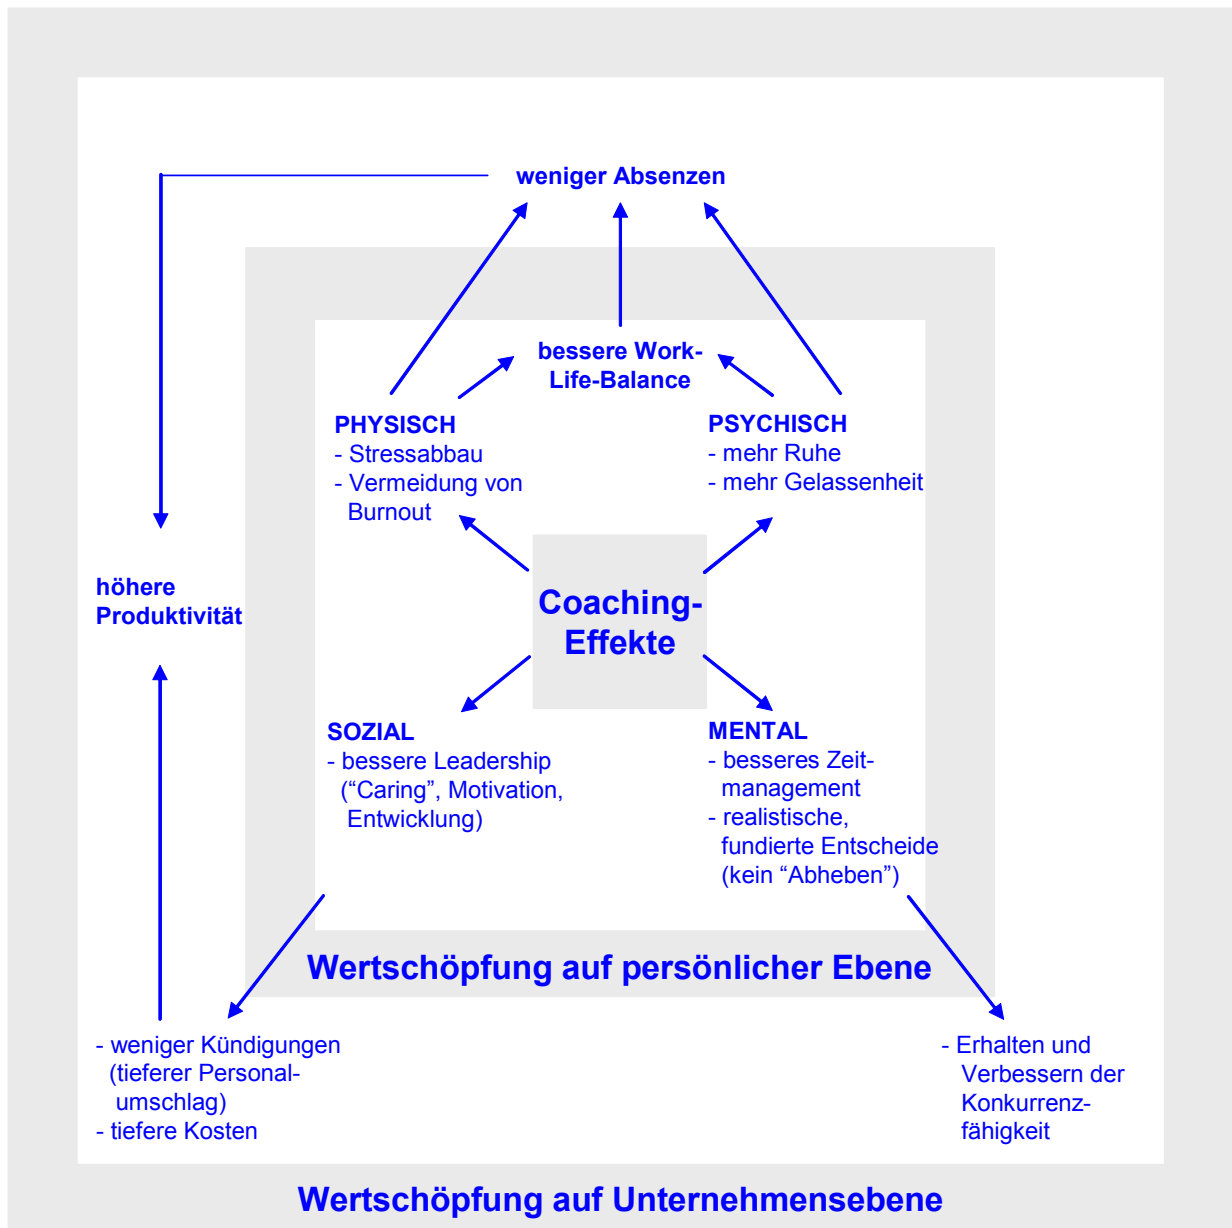 weniger Absenzen
bessere Work-
Life-Balance
PHYSISCH
- Stressabbau
- Vermeidung von
Burnout
PSYCHISCH
- mehr Ruhe
- mehr Gelassenheit
höhere
Produktivität
Coaching-
Effekte
SOZIAL
- bessere Leadership
(“Caring”, Motivation,
Entwicklung)
MENTAL
- besseres Zeit-
management
- realistische,
fundierte Entscheide
(kein “Abheben”)
Wertschöpfung auf persönlicher Ebene
- weniger Kündigungen
(tieferer Personal-
umschlag)
- tiefere Kosten
- Erhalten und
Verbessern der
Konkurrenz-
fähigkeit
Wertschöpfung auf Unternehmensebene